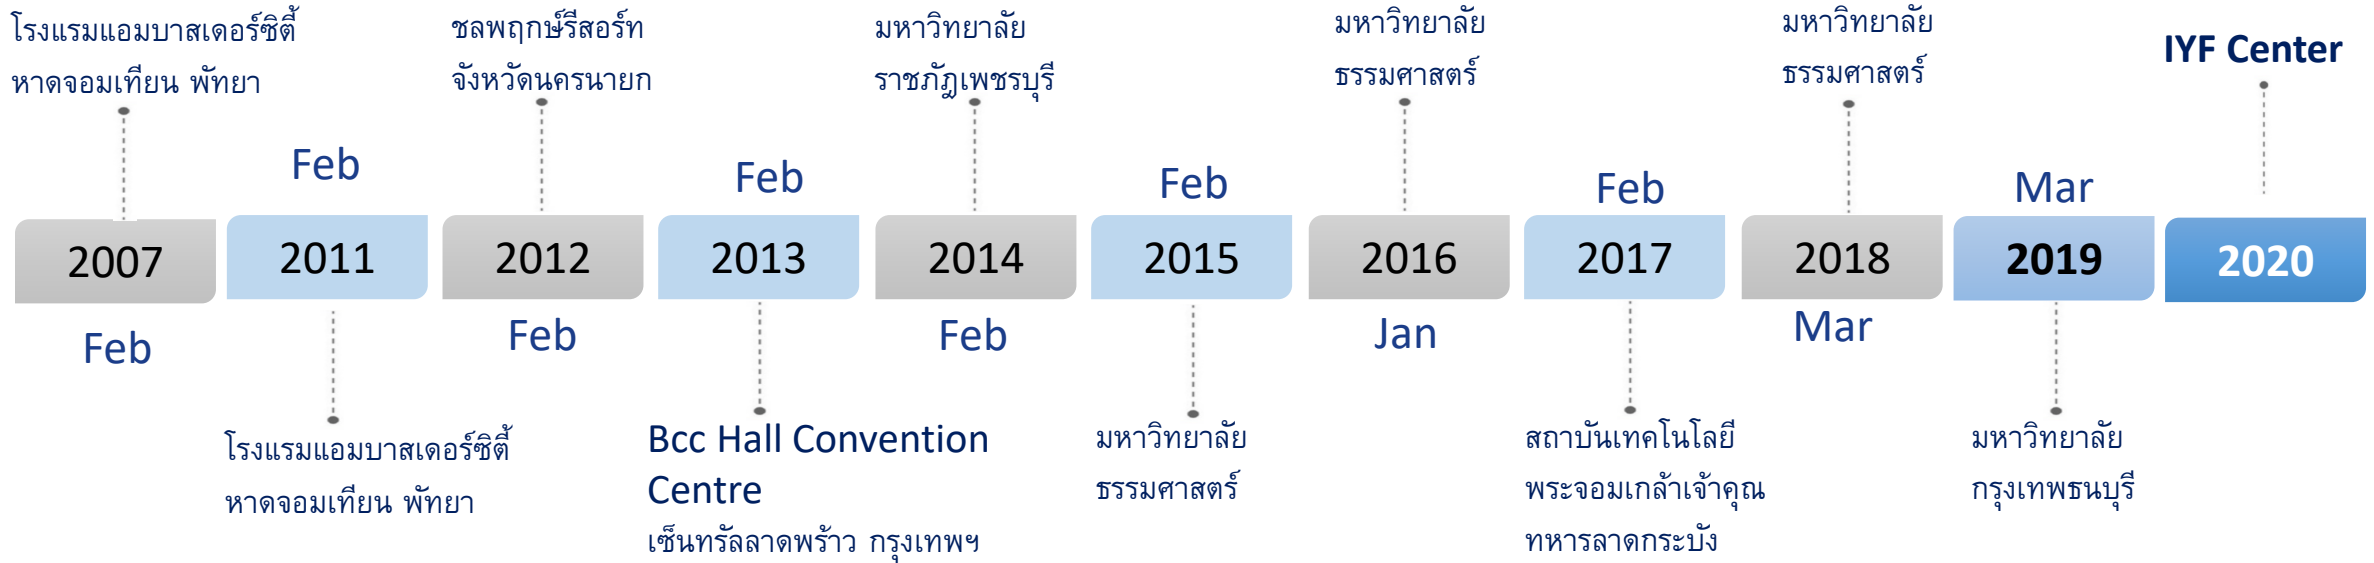 โรงแรมแอมบาสเดอร์ซิตี้
หาดจอมเทียน พัทยา
ชลพฤกษ์รีสอร์ท
จังหวัดนครนายก
มหาวิทยาลัย
ราชภัฎเพชรบุรี
มหาวิทยาลัย
ธรรมศาสตร์
มหาวิทยาลัย
ธรรมศาสตร์
IYF Center
Feb
Feb
Feb
Feb
Mar
2007
2011
2012
2013
2014
2015
2016
2017
2018
2019
2020
Feb
Feb
Feb
Jan
Mar
โรงแรมแอมบาสเดอร์ซิตี้
หาดจอมเทียน พัทยา
Bcc Hall Convention
Centre
เซ็นทรัลลาดพร้าว กรุงเทพฯ
มหาวิทยาลัย
ธรรมศาสตร์
สถาบันเทคโนโลยี
พระจอมเกล้าเจ้าคุณ
ทหารลาดกระบัง
มหาวิทยาลัย
กรุงเทพธนบุรี